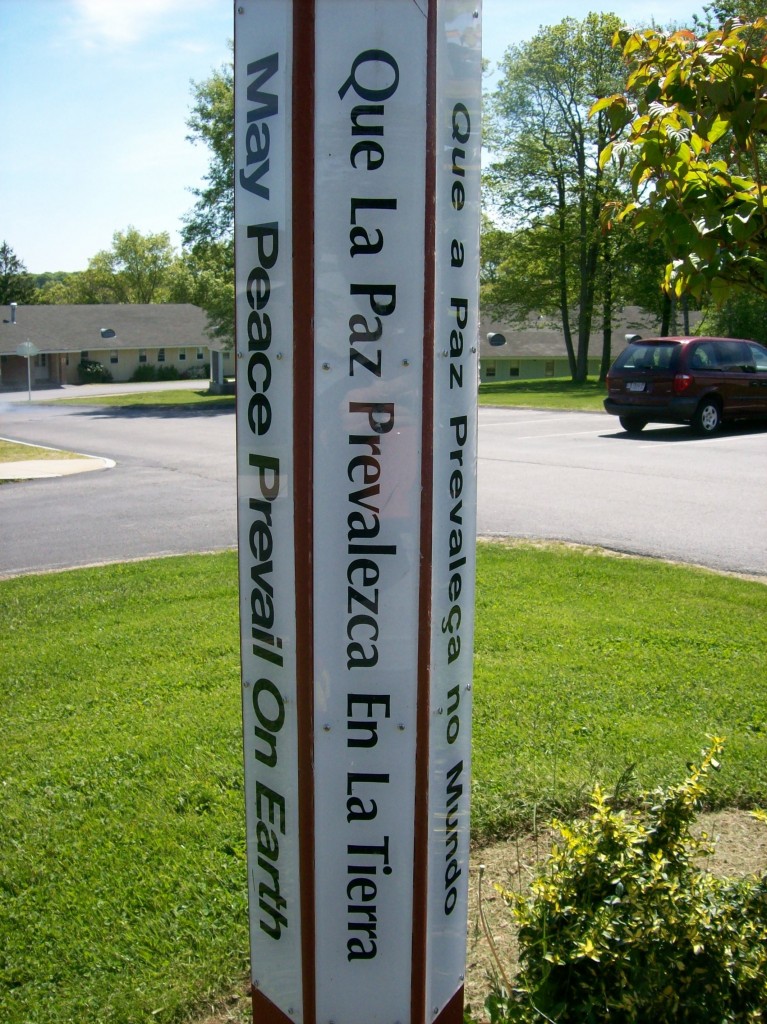 May Peace Prevail On Earth
Que La Paz Prevalezca En La Tierra
Que a Paz Prevaleça no Mundo